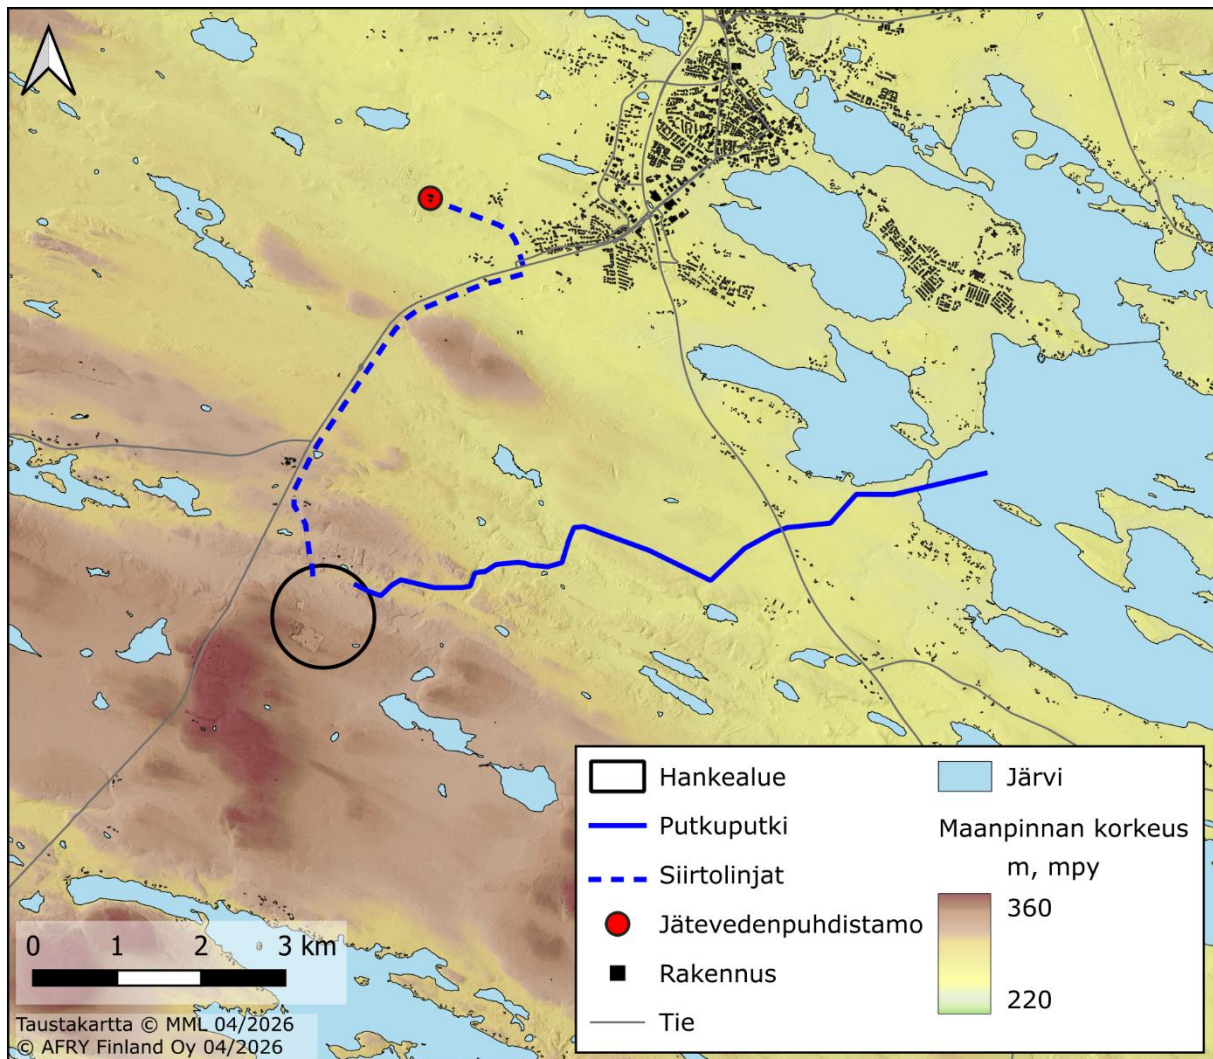 Hankealue
Putkuputki
Siirtolinjat
Jätevedenpuhdistamo
Rakennus
Tie
Järvi
Maanpinnan korkeus
m, mpy
360
220
0 1 2 3 km
Taustakartta © MML 04/2026
© AFRY Finland Oy 04/2026